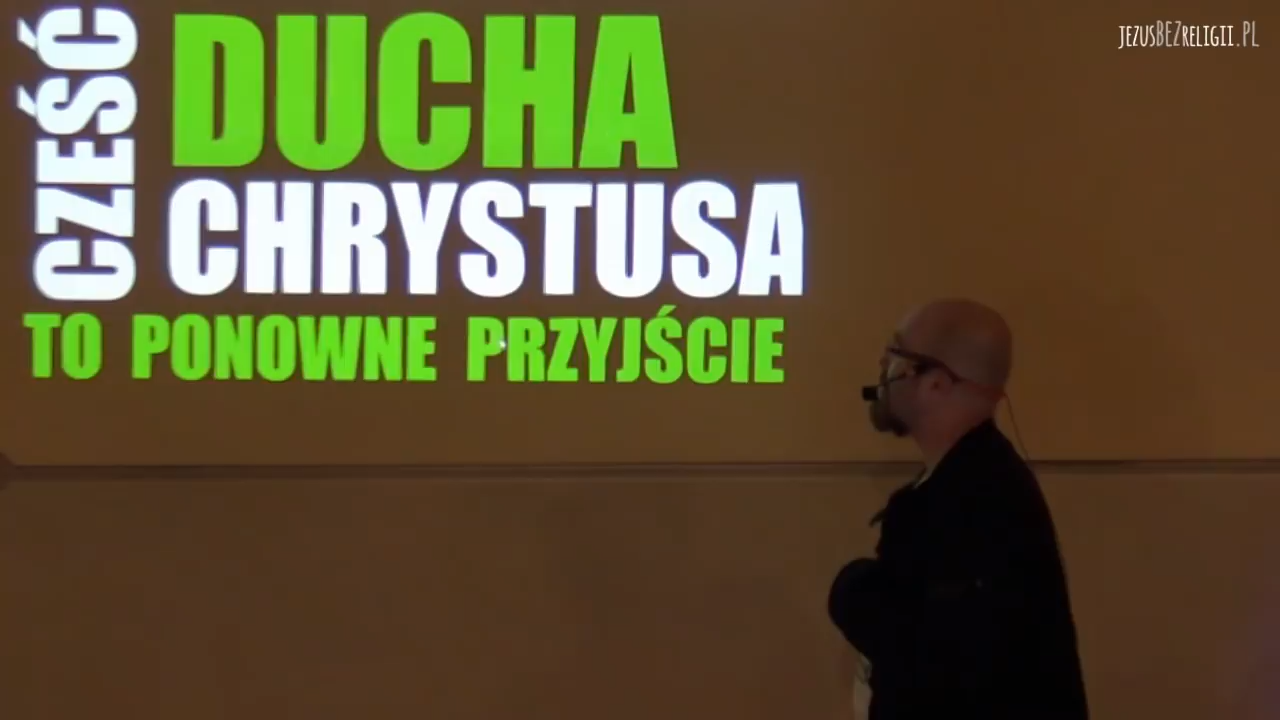 CZEŚĆ
DUCHA
CHRYSTUSA
TO PONOWNE PRZYJŚCIE
JEZUSBEZRELIGII.PL